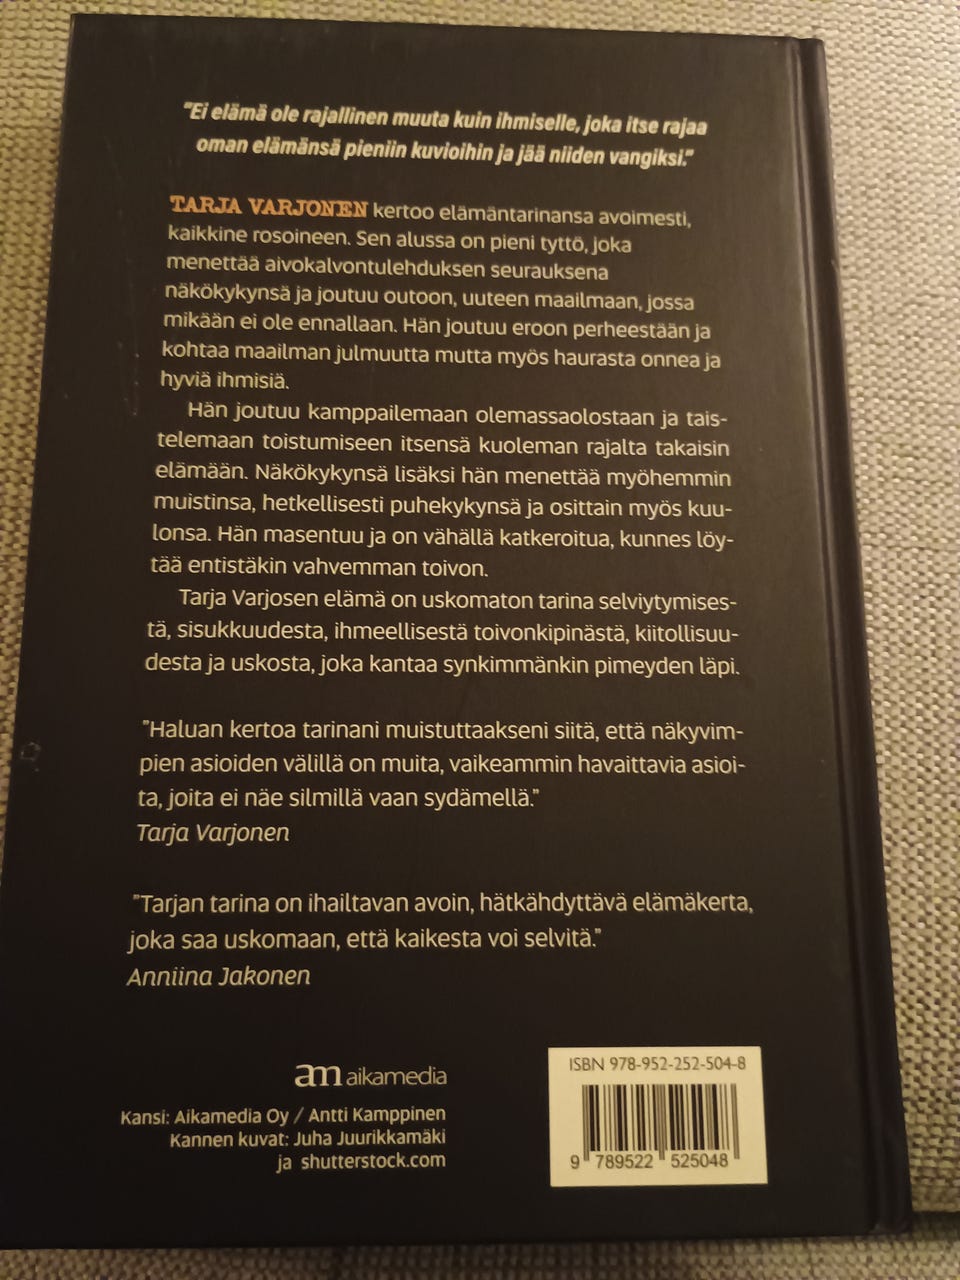 "Ei elämä ole rajallinen muuta kuin ihmiselle, joka itse rajaa
oman elämänsä pieniin kuvioihin ja jää niiden vangiksi."
TARJA VARJONEN kertoo elämäntarinansa avoimesti,
kaikkine rosoineen. Sen alussa on pieni tyttö, joka
menettää aivokalvontulehduksen seurauksena
näkökykynsä ja joutuu outoon, uuteen maailmaan, jossa
mikään ei ole ennallaan. Hän joutuu eroon perheestään ja
kohtaa maailman julmuutta mutta myös haurasta onnea ja
hyviä ihmisiä.
Hän joutuu kamppailemaan olemassaolostaan ja tais-
telemaan toistumiseen itsensä kuoleman rajalta takaisin
elämään. Näkökykynsä lisäksi hän menettää myöhemmin
muistinsa, hetkellisesti puhekykynsä ja osittain myös kuu-
lonsa. Hän masentuu ja on vähällä katkeroitua, kunnes löy-
tää entistäkin vahvemman toivon.
Tarja Varjosen elämä on uskomaton tarina selviytymises-
tä, sisukkuudesta, ihmeellisestä toivonkipinästä, kiitollisuu-
desta ja uskosta, joka kantaa synkimmänkin pimeyden läpi.
"Haluan kertoa tarinani muistuttaakseni siitä, että näkyvim-
pien asioiden välillä on muita, vaikeammin havaittavia asioi-
ta, joita ei näe silmillä vaan sydämellä."
Tarja Varjonen
"Tarjan tarina on ihailtavan avoin, hätkähdyttävä elämäkerta,
joka saa uskomaan, että kaikesta voi selvitä."
Anniina Jakonen
am aikamedia
Kansi: Aikamedia Oy / Antti Kamppinen
Kannen kuvat: Juha Juurikkamäki
ja shutterstock.com
ISBN 978-952-252-504-8
9 789522 525048